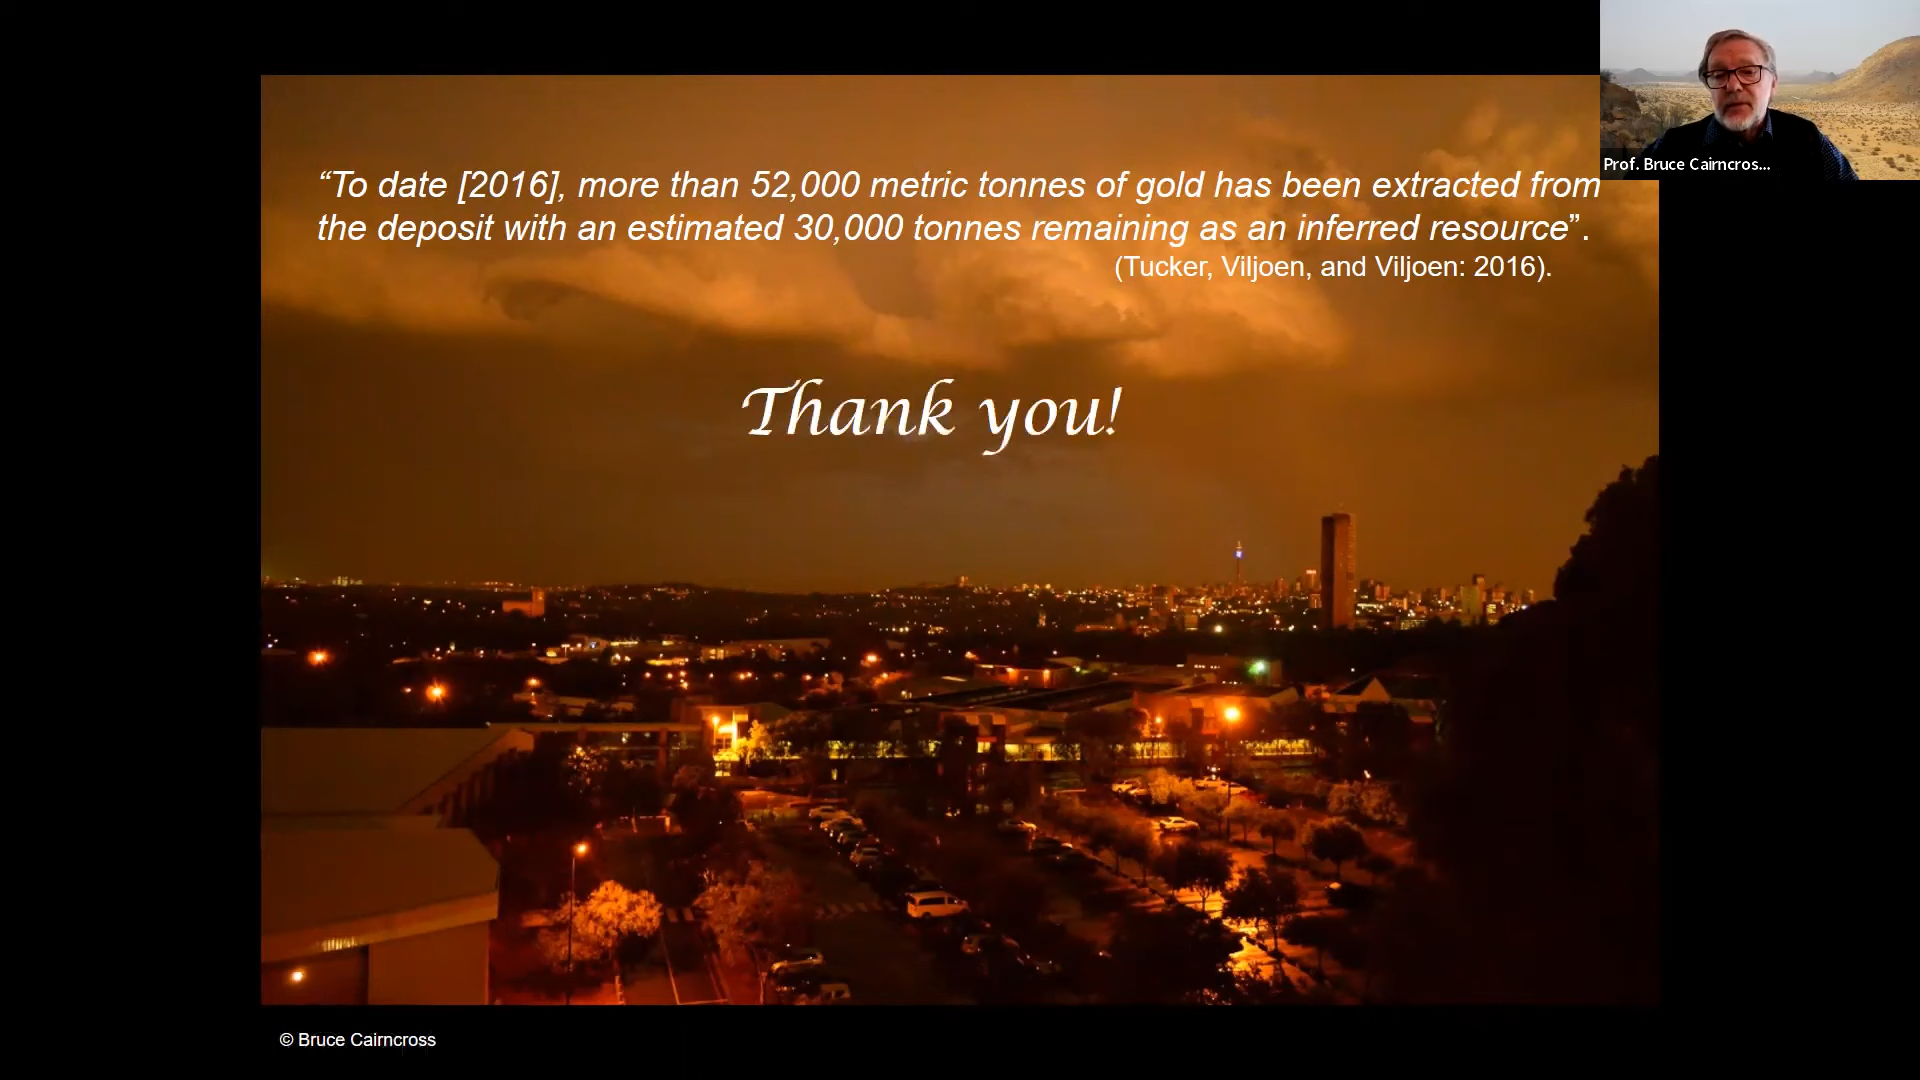 “To date [2016], more than 52,000 metric tonnes of gold has been extracted from
the deposit with an estimated 30,000 tonnes remaining as an inferred resource”.
(Tucker, Viljoen, and Viljoen: 2016).
Thank you!
Prof. Bruce Cairncros...
© Bruce Cairncross